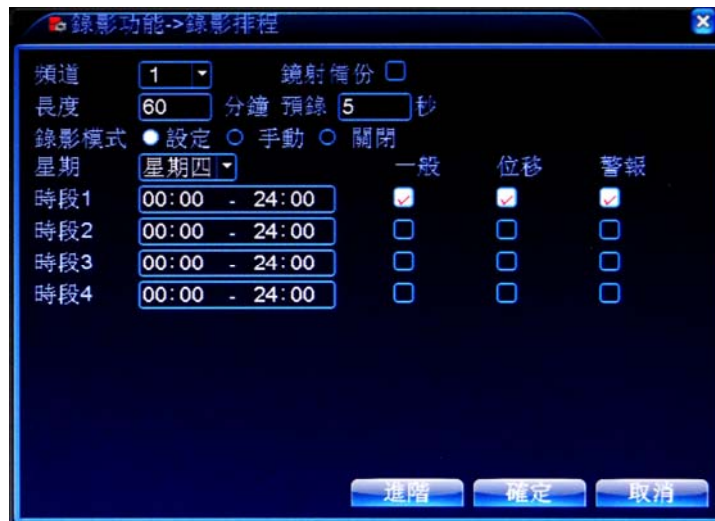 錄影功能->錄影排程
頻道 1 鏡射備份
長度 60 分鐘 預錄 5 秒
錄影模式 設定 手動 關閉
星期 星期四 一般 位移 警報
時段1 00:00 - 24:00
時段2 00:00 - 24:00
時段3 00:00 - 24:00
時段4 00:00 - 24:00
進階 確定 取消